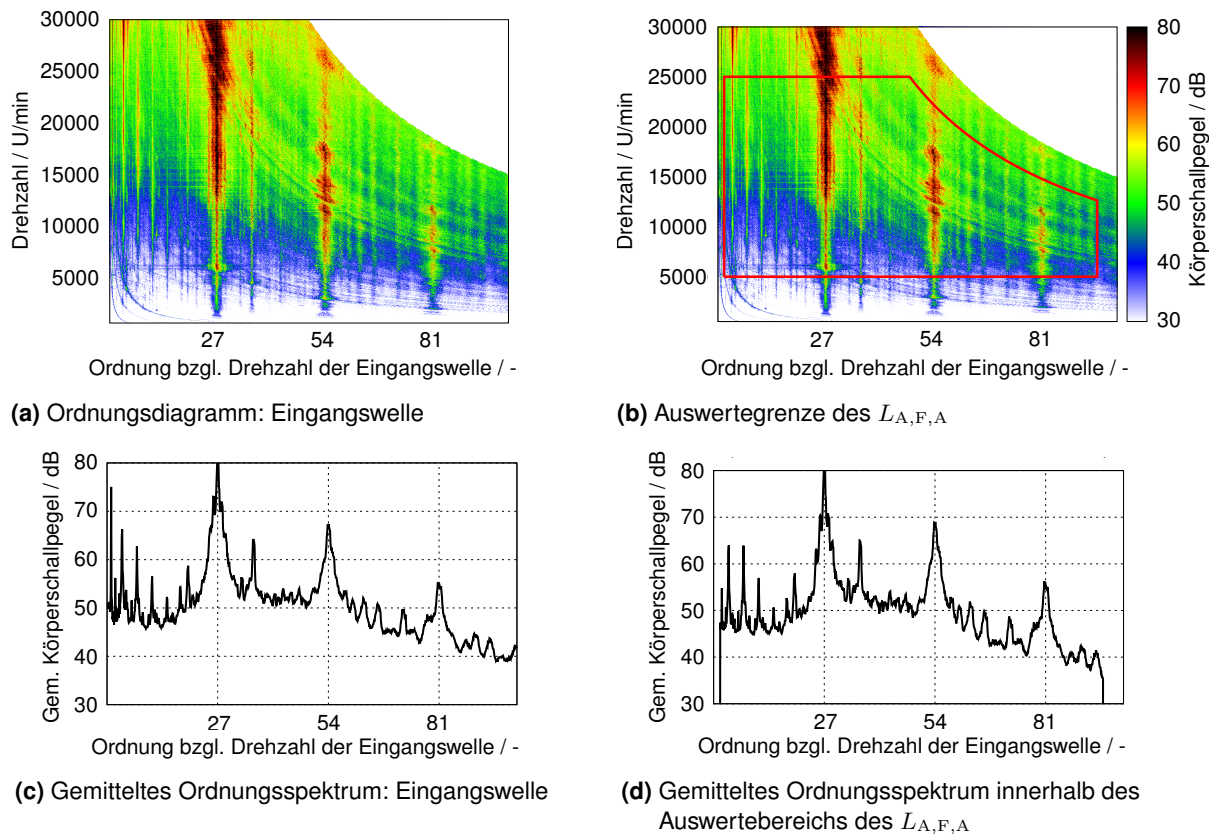 30000
25000
20000
15000
10000
5000
Drehzahl / U/min
27 54 81
Ordnung bzgl. Drehzahl der Eingangswelle / -
(a) Ordnungsdiagramm: Eingangswelle
30000
25000
20000
15000
10000
5000
Drehzahl / U/min
27 54 81
Ordnung bzgl. Drehzahl der Eingangswelle / -
80
70
60
50
40
30
Körperschallpegel / dB
(b) Auswertegrenze des L_{A,F,A}
80
70
60
50
40
30
Gem. Körperschallpegel / dB
27 54 81
Ordnung bzgl. Drehzahl der Eingangswelle / -
(c) Gemitteltes Ordnungsspektrum: Eingangswelle
80
70
60
50
40
30
Gem. Körperschallpegel / dB
27 54 81
Ordnung bzgl. Drehzahl der Eingangswelle / -
(d) Gemitteltes Ordnungsspektrum innerhalb des
Auswertebereichs des L_{A,F,A}